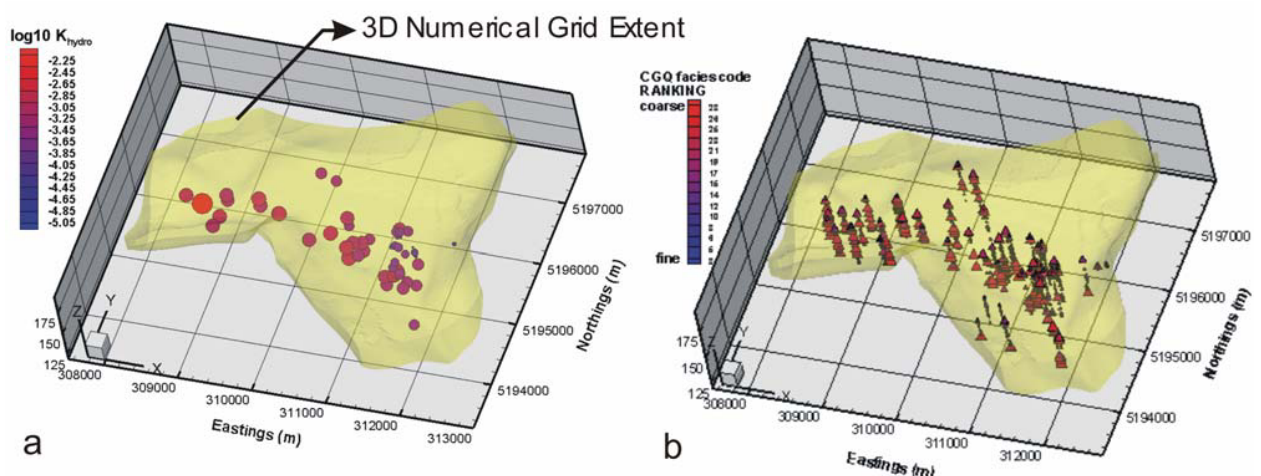 3D Numerical Grid Extent
log10 Khydro
-2.25
-2.45
-2.65
-2.85
-3.05
-3.25
-3.45
-3.65
-3.85
-4.05
-4.25
-4.45
-4.65
-4.85
-5.05
5197000
5196000
5195000
5194000
Northings (m)
Z
Y
X
175
150
125
308000
309000
310000
311000
312000
313000
Eastings (m)
a
CGQ facies code
RANKING
coarse
fine
5197000
5196000
5195000
5194000
Northings (m)
Z
Y
X
175
150
125
308000
309000
310000
311000
312000
Eastings (m)
b